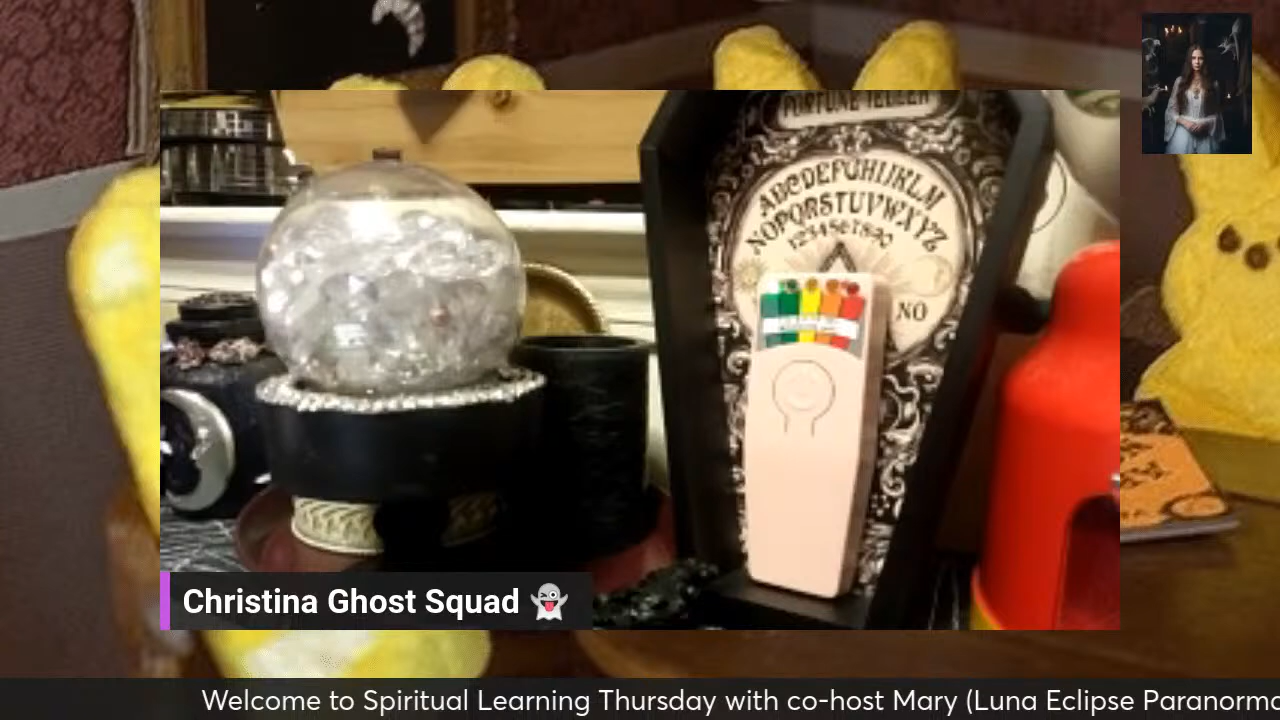 FORTUNE TELLER
ABCDEFGHIJKLM
NOPQRSTUVWXYZ
1234567890
NO
Christina Ghost Squad 👻
Welcome to Spiritual Learning Thursday with co-host Mary (Luna Eclipse Paranorma